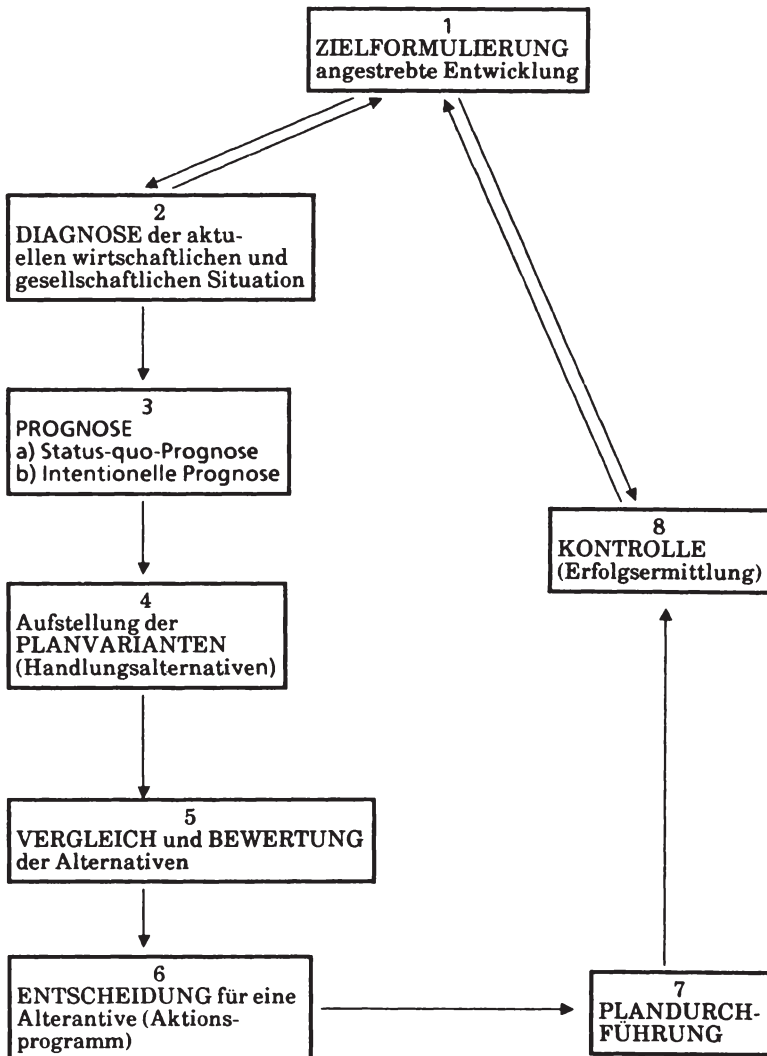 1
ZIELFORMULIERUNG
angestrebte Entwicklung
2
DIAGNOSE der aktu-
ellen wirtschaftlichen und
gesellschaftlichen Situation
3
PROGNOSE
a) Status-quo-Prognose
b) Intentionelle Prognose
4
Aufstellung der
PLANVARIANTEN
(Handlungsalternativen)
5
VERGLEICH und BEWERTUNG
der Alternativen
6
ENTSCHEIDUNG für eine
Alterantive (Aktions-
programm)
7
PLANDURCH-
FÜHRUNG
8
KONTROLLE
(Erfolgsermittlung)